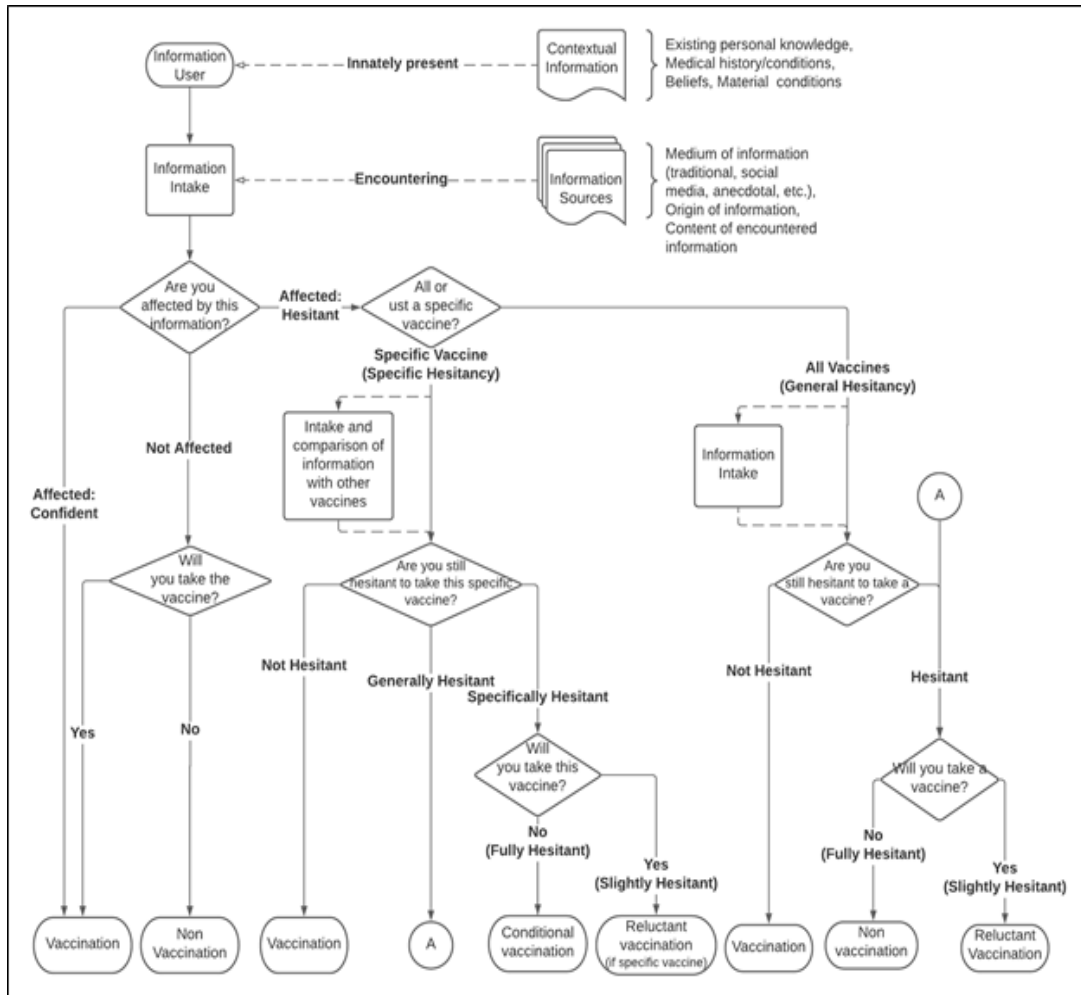 Information
User
Innately present
Contextual
Information
Existing personal knowledge,
Medical history/conditions,
Beliefs, Material conditions
Information
Intake
Encountering
Information
Sources
Medium of information
(traditional, social
media, anecdotal, etc.),
Origin of information,
Content of encountered
information
Are you
affected by this
information?
Affected:
Hesitant
All or
ust a specific
vaccine?
Specific Vaccine
(Specific Hesitancy)
All Vaccines
(General Hesitancy)
Intake and
comparison of
information
with other
vaccines
Information
Intake
Not Affected
Affected:
Confident
A
Will
you take the
vaccine?
Are you still
hesitant to take this specific
vaccine?
Are you
still hesitant to take a
vaccine?
Not Hesitant
Generally Hesitant
Specifically Hesitant
Not Hesitant
Hesitant
Yes
No
Will
you take this
vaccine?
Will you take a
vaccine?
No
(Fully Hesitant)
Yes
(Slightly Hesitant)
No
(Fully Hesitant)
Yes
(Slightly Hesitant)
Vaccination
Non
Vaccination
Vaccination
A
Conditional
vaccination
Reluctant
vaccination
(if specific vaccine)
Vaccination
Non
vaccination
Reluctant
Vaccination